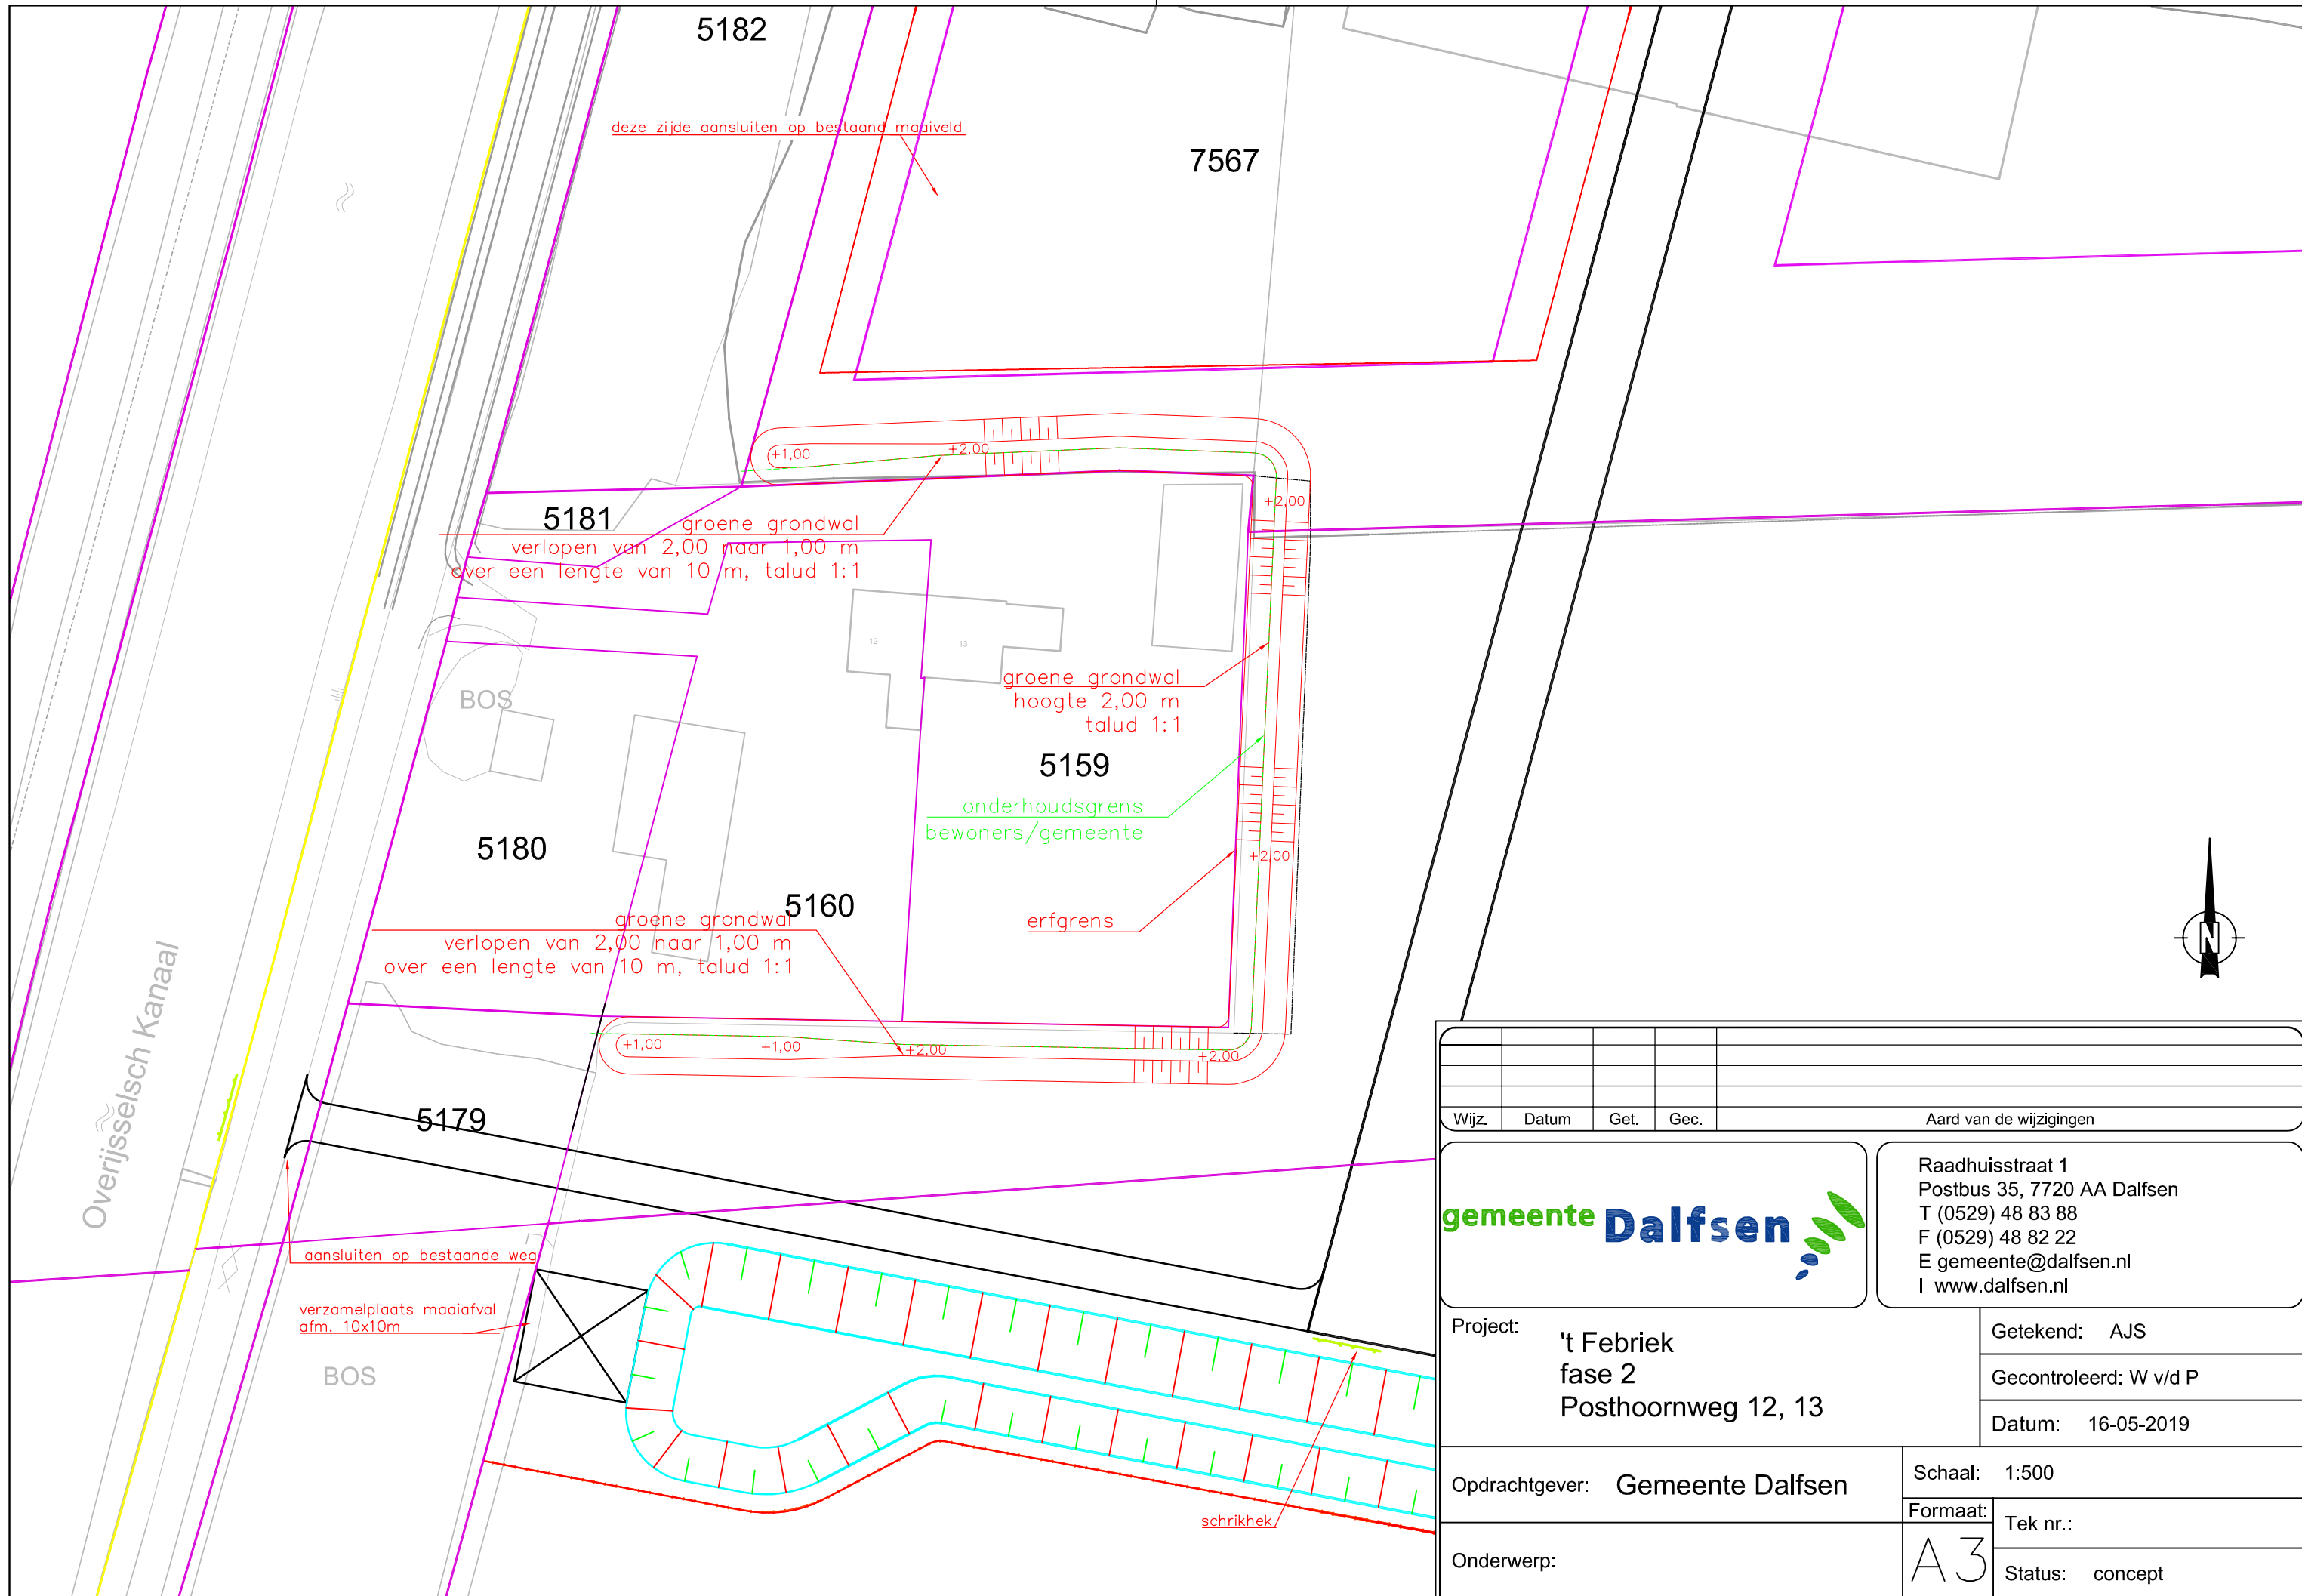 5182
deze zijde aansluiten op bestaand maaiveld
7567
+1,00
+2,00
+2,00
5181
groene grondwal
verlopen van 2,00 naar 1,00 m
over een lengte van 10 m, talud 1:1
12
13
BOS
groene grondwal
hoogte 2,00 m
talud 1:1
5159
onderhoudsgrens
bewoners/gemeente
5180
+2,00
5160
groene grondwal
verlopen van 2,00 naar 1,00 m
over een lengte van 10 m, talud 1:1
erfgrens
N
Overijsselsch Kanaal
+1,00
+1,00
+2,00
+2,00
5179
aansluiten op bestaande weg
verzamelplaats maaiafval
afm. 10x10m
BOS
schrikhek
Wijz.
Datum
Get.
Gec.
Aard van de wijzigingen
gemeente Dalfsen
Raadhuisstraat 1
Postbus 35, 7720 AA Dalfsen
T (0529) 48 83 88
F (0529) 48 82 22
E gemeente@dalfsen.nl
I www.dalfsen.nl
Project:
't Febriek
fase 2
Posthoornweg 12, 13
Getekend: AJS
Gecontroleerd: W v/d P
Datum: 16-05-2019
Opdrachtgever: Gemeente Dalfsen
Schaal: 1:500
Formaat:
A3
Tek nr.:
Onderwerp:
Status: concept